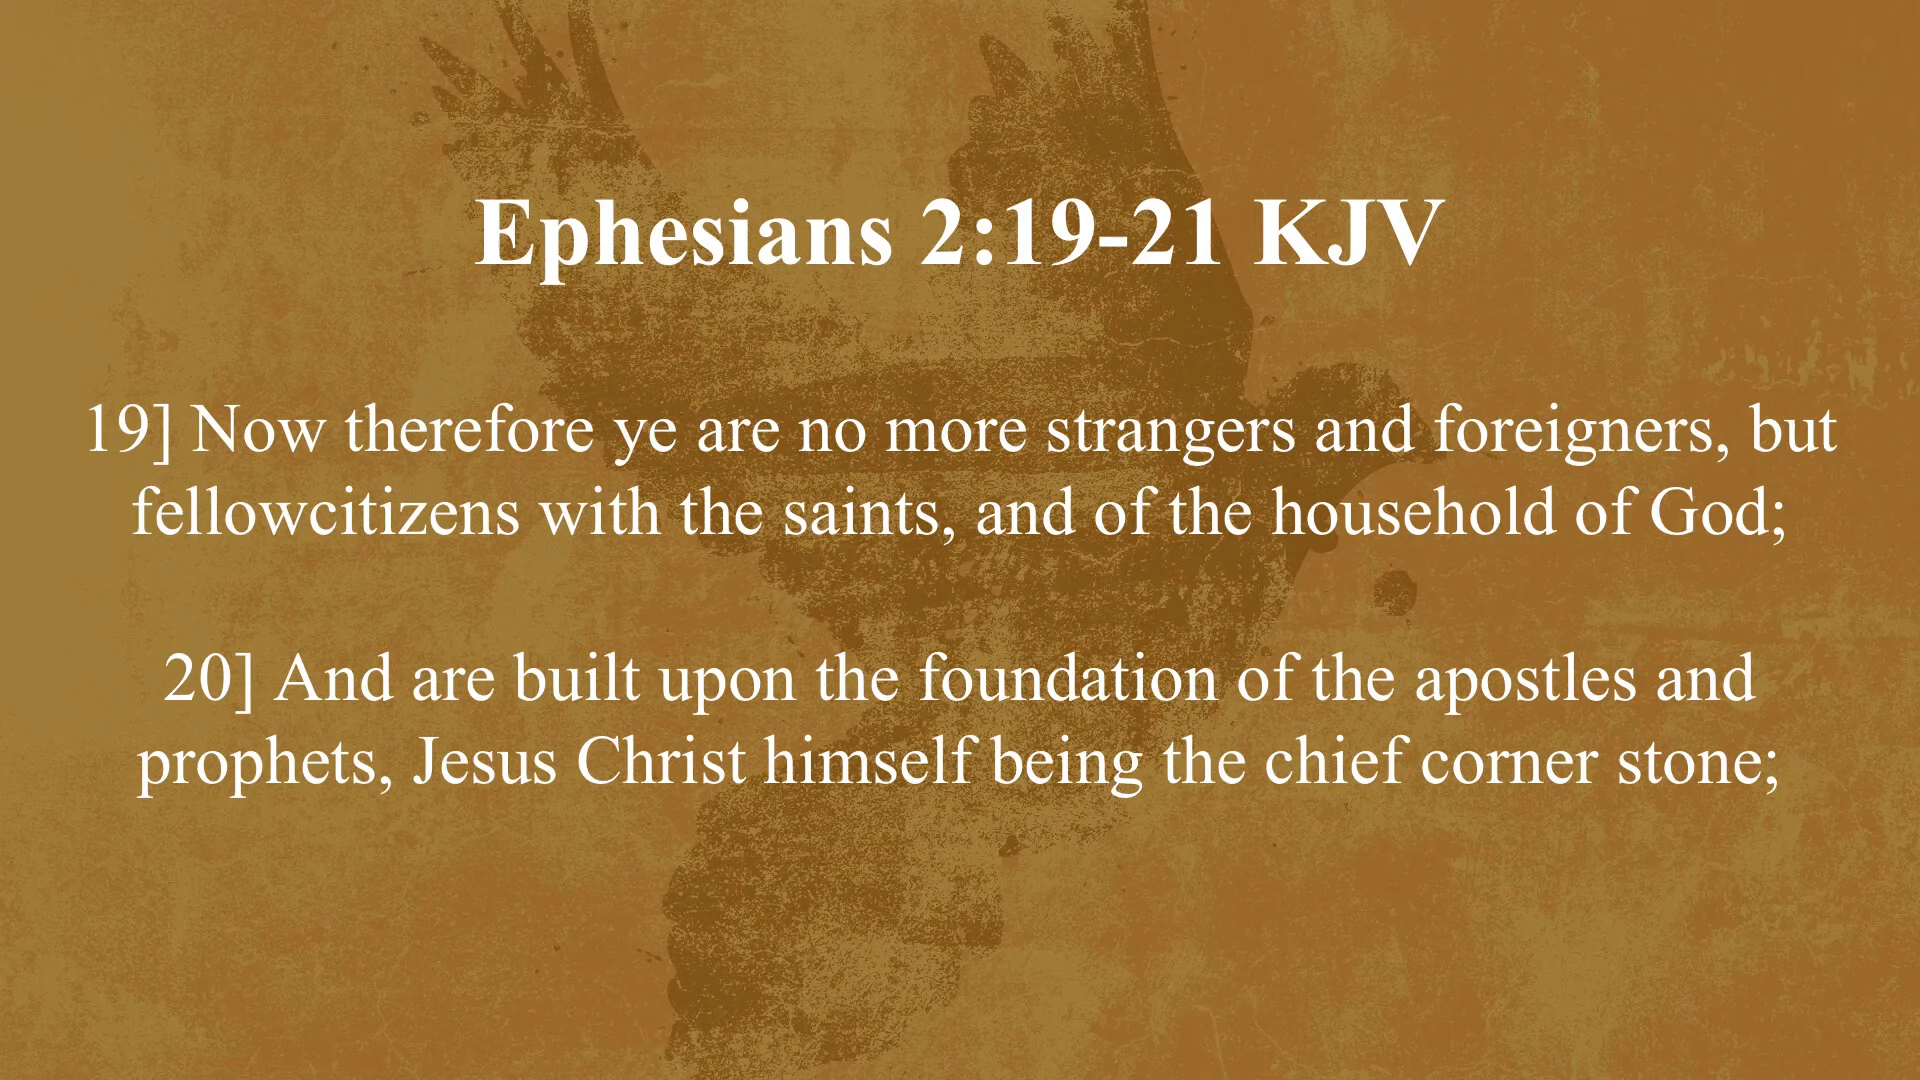 Ephesians 2:19-21 KJV
19] Now therefore ye are no more strangers and foreigners, but
fellowcitizens with the saints, and of the household of God;
20] And are built upon the foundation of the apostles and
prophets, Jesus Christ himself being the chief corner stone;